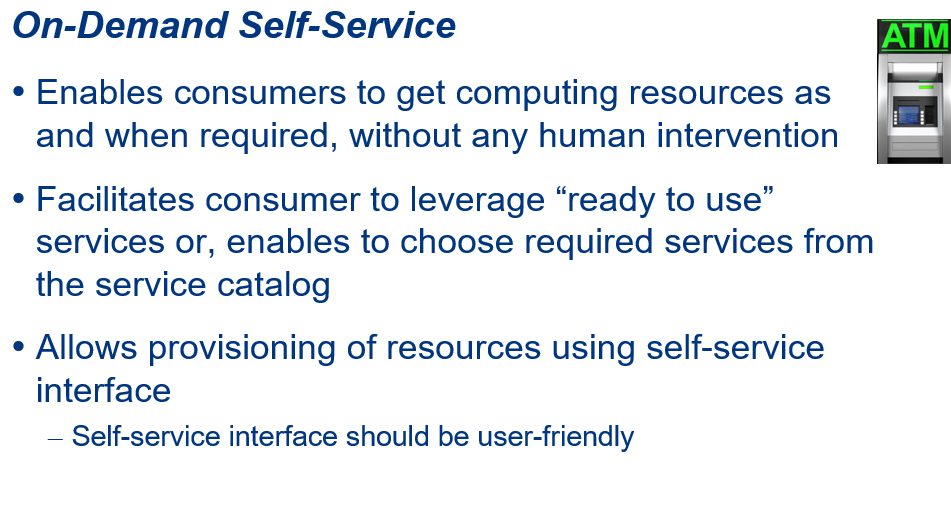 On-Demand Self-Service
ATM
• Enables consumers to get computing resources as
and when required, without any human intervention
• Facilitates consumer to leverage “ready to use”
services or, enables to choose required services from
the service catalog
• Allows provisioning of resources using self-service
interface
– Self-service interface should be user-friendly